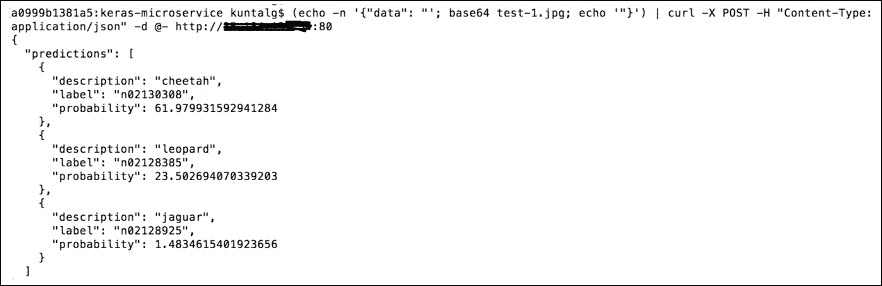 a0999b1381a5:keras-microservice kuntalg$ (echo -n '{"data": "'; base64 test-1.jpg; echo '"}') | curl -X POST -H "Content-Type:
application/json" -d @- http://:80
{
"predictions": [
{
"description": "cheetah",
"label": "n02130308",
"probability": 61.979931592941284
},
{
"description": "leopard",
"label": "n02128385",
"probability": 23.502694070339203
},
{
"description": "jaguar",
"label": "n02128925",
"probability": 1.4834615401923656
}
]